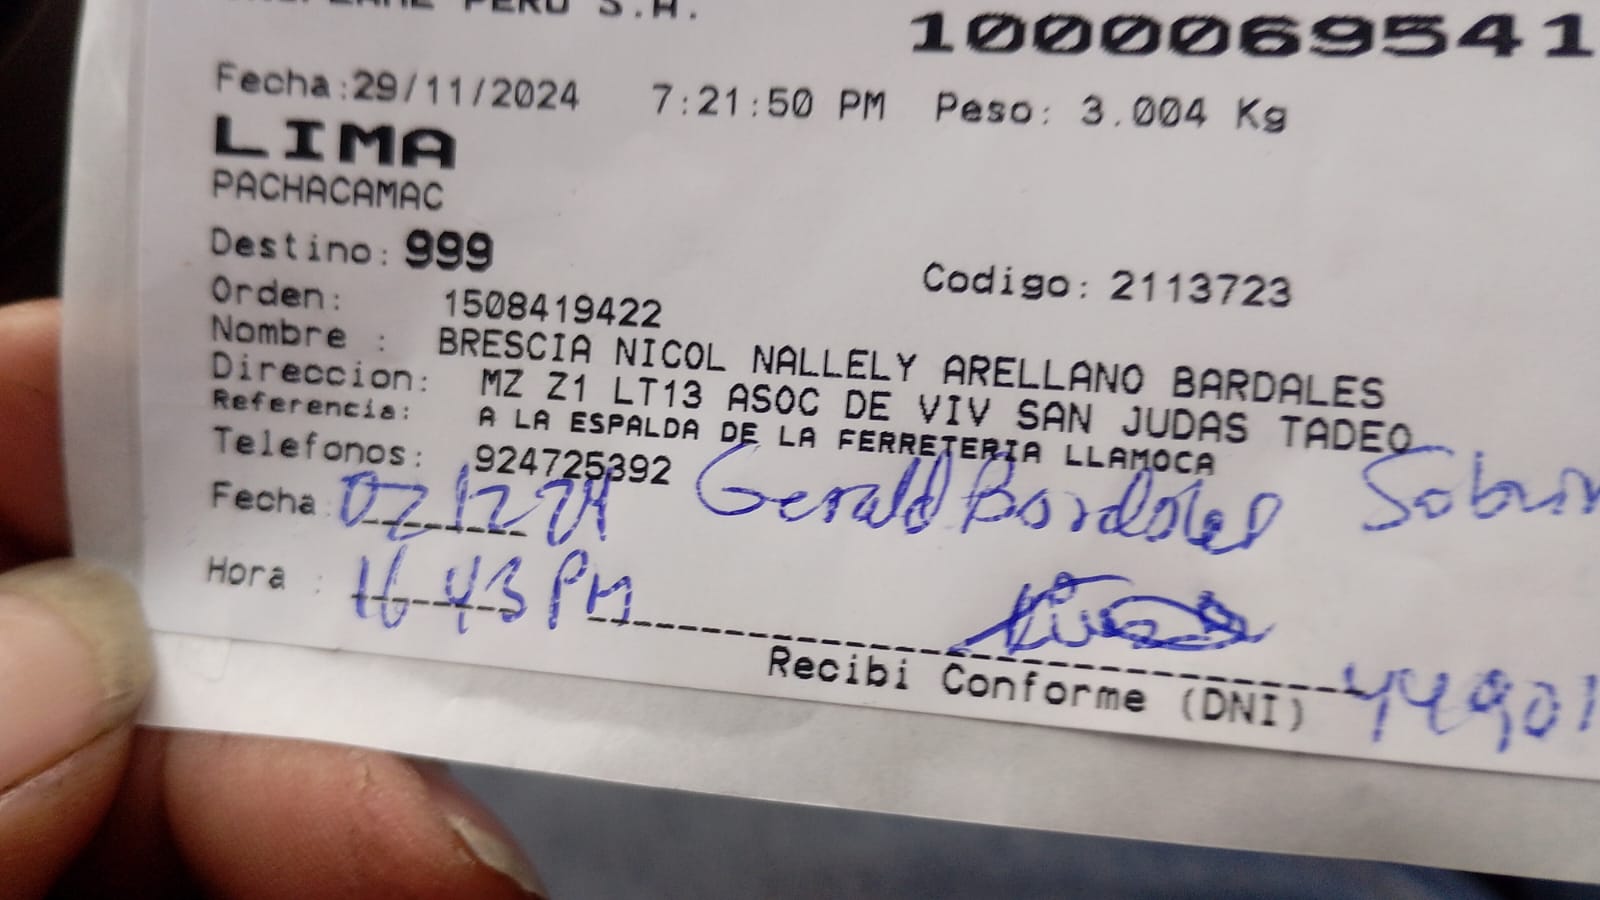 PERU S.A.
1000069541
Fecha:29/11/2024 7:21:50 PM Peso: 3.004 Kg
LIMA
PACHACAMAC
Destino: 999
Codigo: 2113723
Orden: 1508419422
Nombre : BRESCIA NICOL NALLELY ARELLANO BARDALES
Direccion: MZ Z1 LT13 ASOC DE VIV SAN JUDAS TADEO
Referencia: A LA ESPALDA DE LA FERRETERIA LLAMOCA
Telefonos: 924725392
Gerald Bardales
Fecha : 02 12 24
Hora : 16 43 PM
Recibi Conforme (DNI) 44901